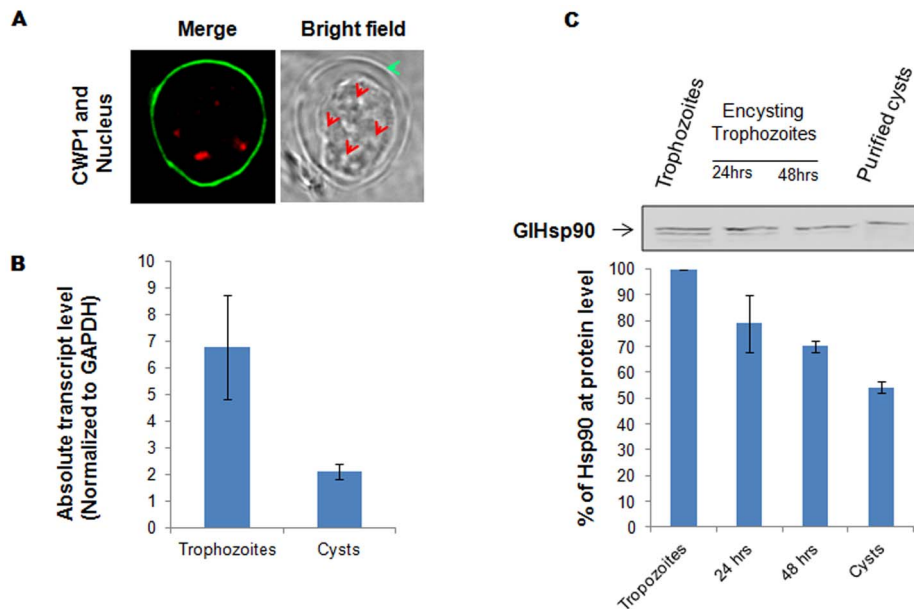 A
Merge
Bright field
CWP1 and
Nucleus
B
Absolute transcript level
(Normalized to GAPDH)
10
9
8
7
6
5
4
3
2
1
0
Trophozoites
Cysts
C
Trophozoites
Encysting
Trophozoites
24hrs
48hrs
Purified cysts
GlHsp90
% of Hsp90 at protein level
100
90
80
70
60
50
40
30
20
10
0
Tropozoites
24 hrs
48 hrs
Cysts